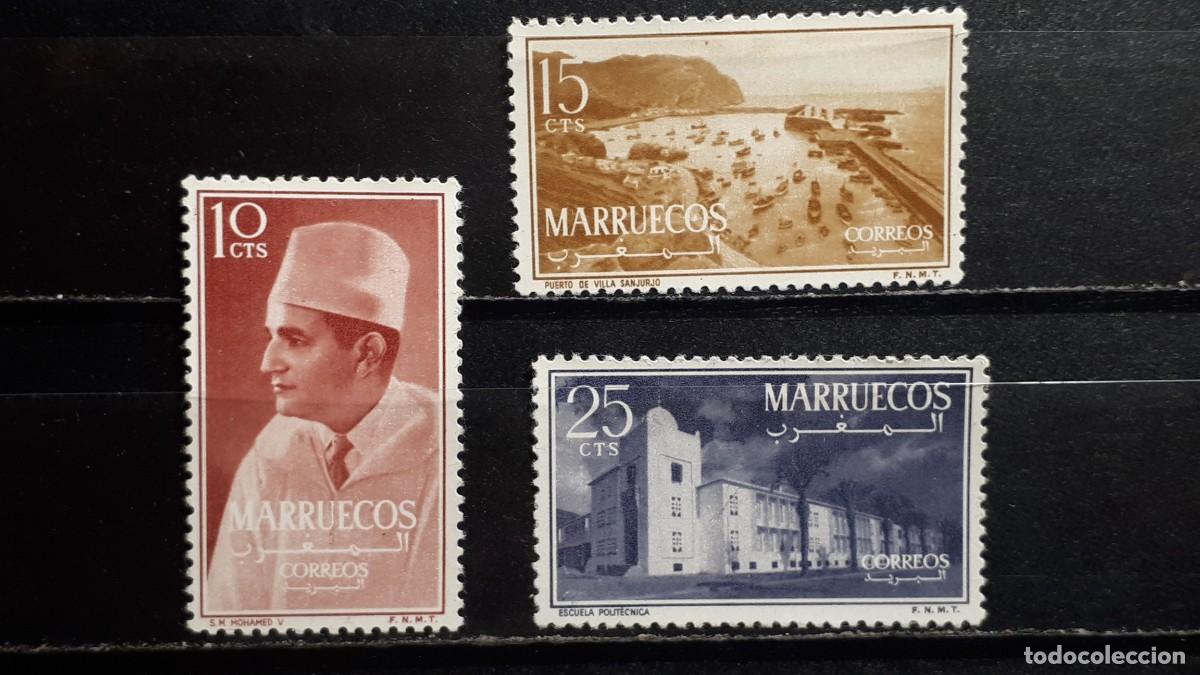 10
CTS
MARRUECOS
المغرب
CORREOS
البريد
S.M. MOHAMED V
F.N.M.T.
15
CTS
MARRUECOS
المغرب
CORREOS
البريد
PUERTO DE VILLA SANJURJO
F.N.M.T.
25
CTS
MARRUECOS
المغرب
CORREOS
البريد
ESCUELA POLITÉCNICA
F.N.M.T.
todocoleccion